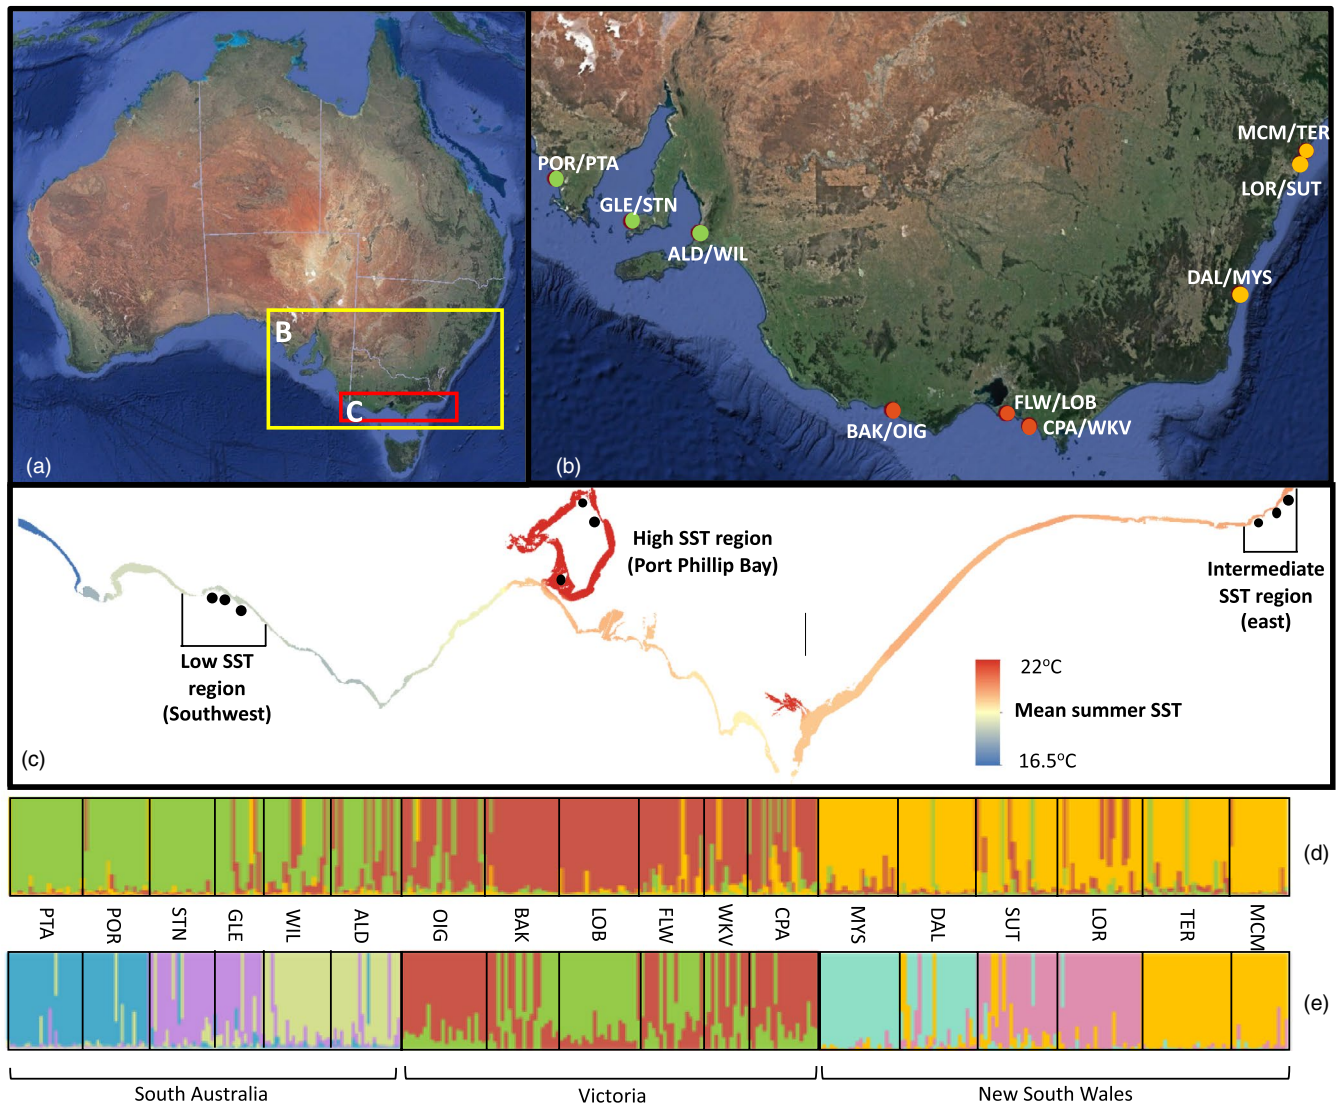 B
C
(a)
POR/PTA
GLE/STN
ALD/WIL
MCM/TER
LOR/SUT
DAL/MYS
FLW/LOB
CPA/WKV
BAK/OIG
(b)
High SST region
(Port Phillip Bay)
Low SST
region
(Southwest)
Intermediate
SST region
(east)
22°C
Mean summer SST
16.5°C
(c)
(d)
PTA
POR
STN
GLE
WIL
ALD
OIG
BAK
LOB
FLW
WKV
CPA
MYS
DAL
SUT
LOR
TER
MCM
(e)
South Australia
Victoria
New South Wales